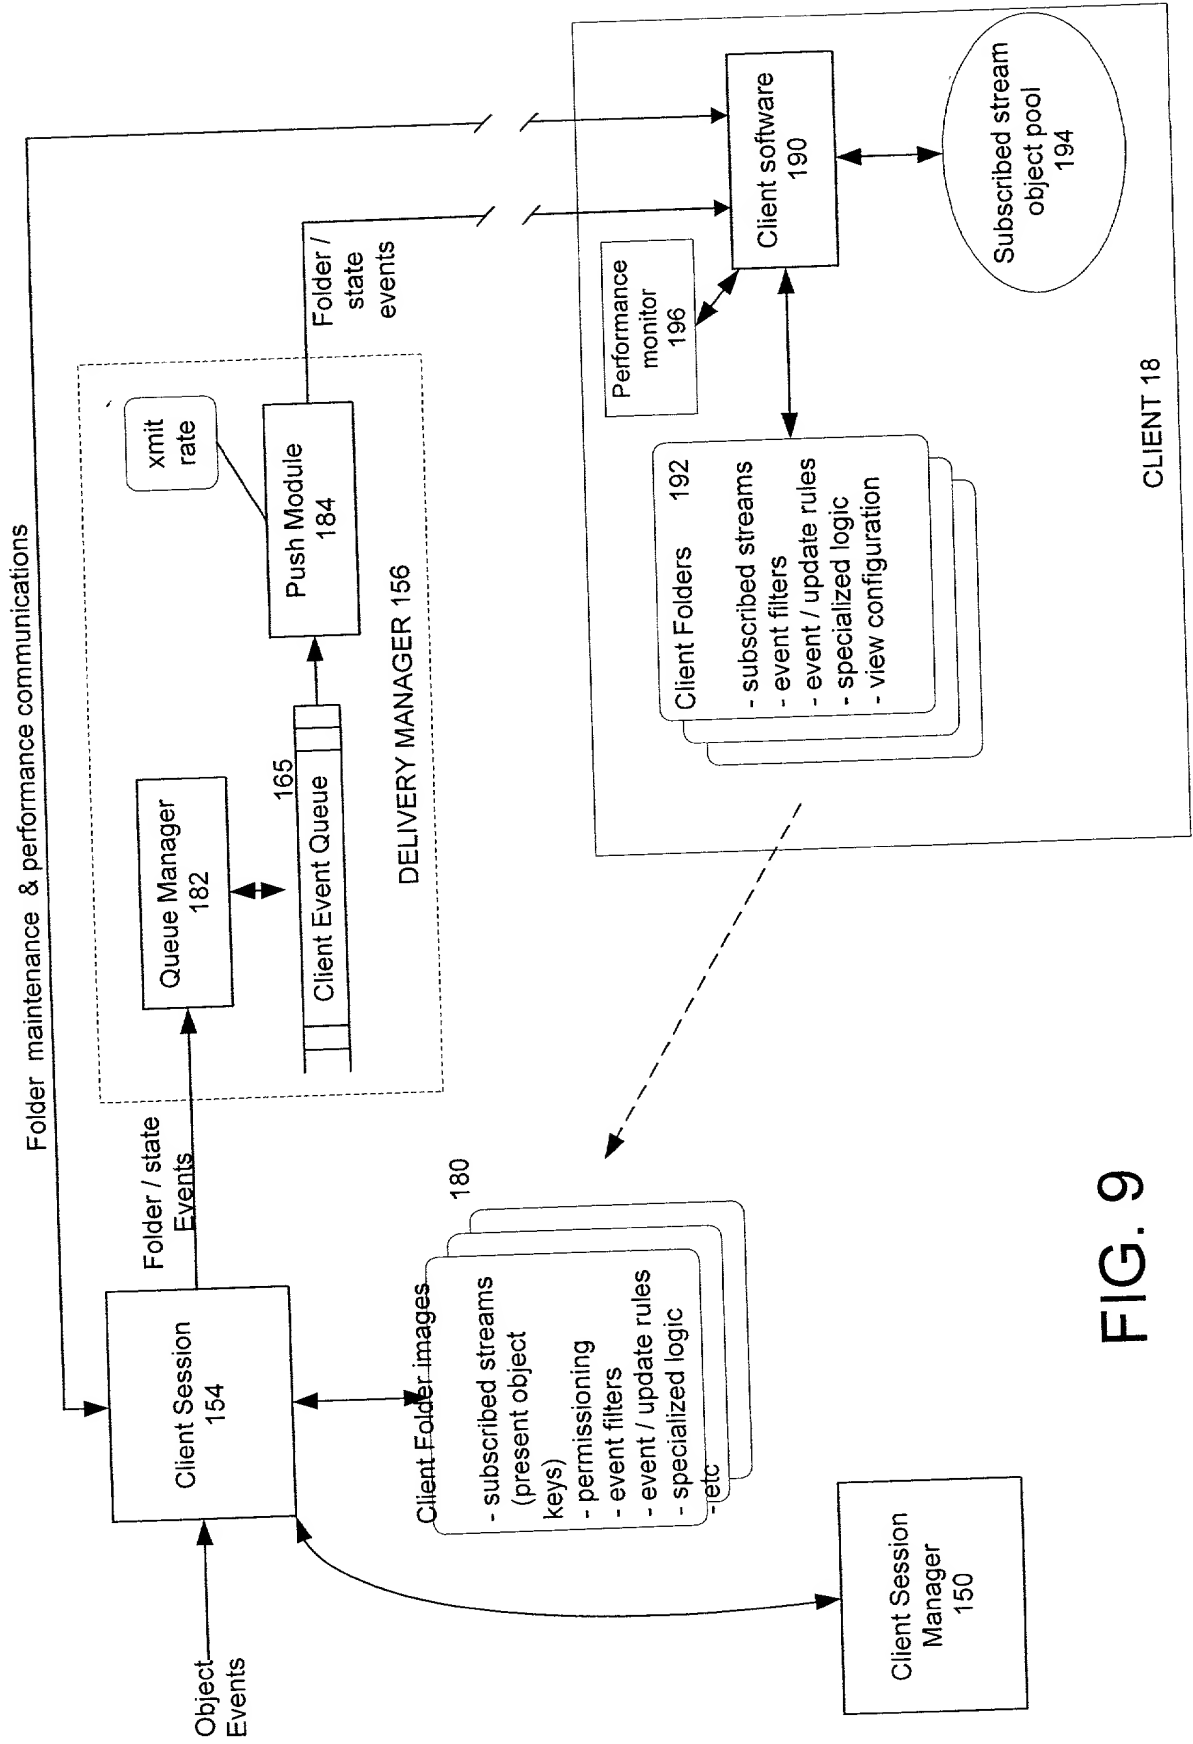 Folder maintenance & performance communications
Object
Events
Client Session
154
Folder / state
Events
Queue Manager
182
165
Client Event Queue
xmit
rate
Push Module
184
DELIVERY MANAGER 156
Folder /
state
events
Client Folder images
180
- subscribed streams
(present object
keys)
- permissioning
- event filters
- event / update rules
- specialized logic
- etc
Client Session
Manager
150
Performance
monitor
196
Client software
190
Subscribed stream
object pool
194
Client Folders 192
- subscribed streams
- event filters
- event / update rules
- specialized logic
- view configuration
CLIENT 18
FIG. 9